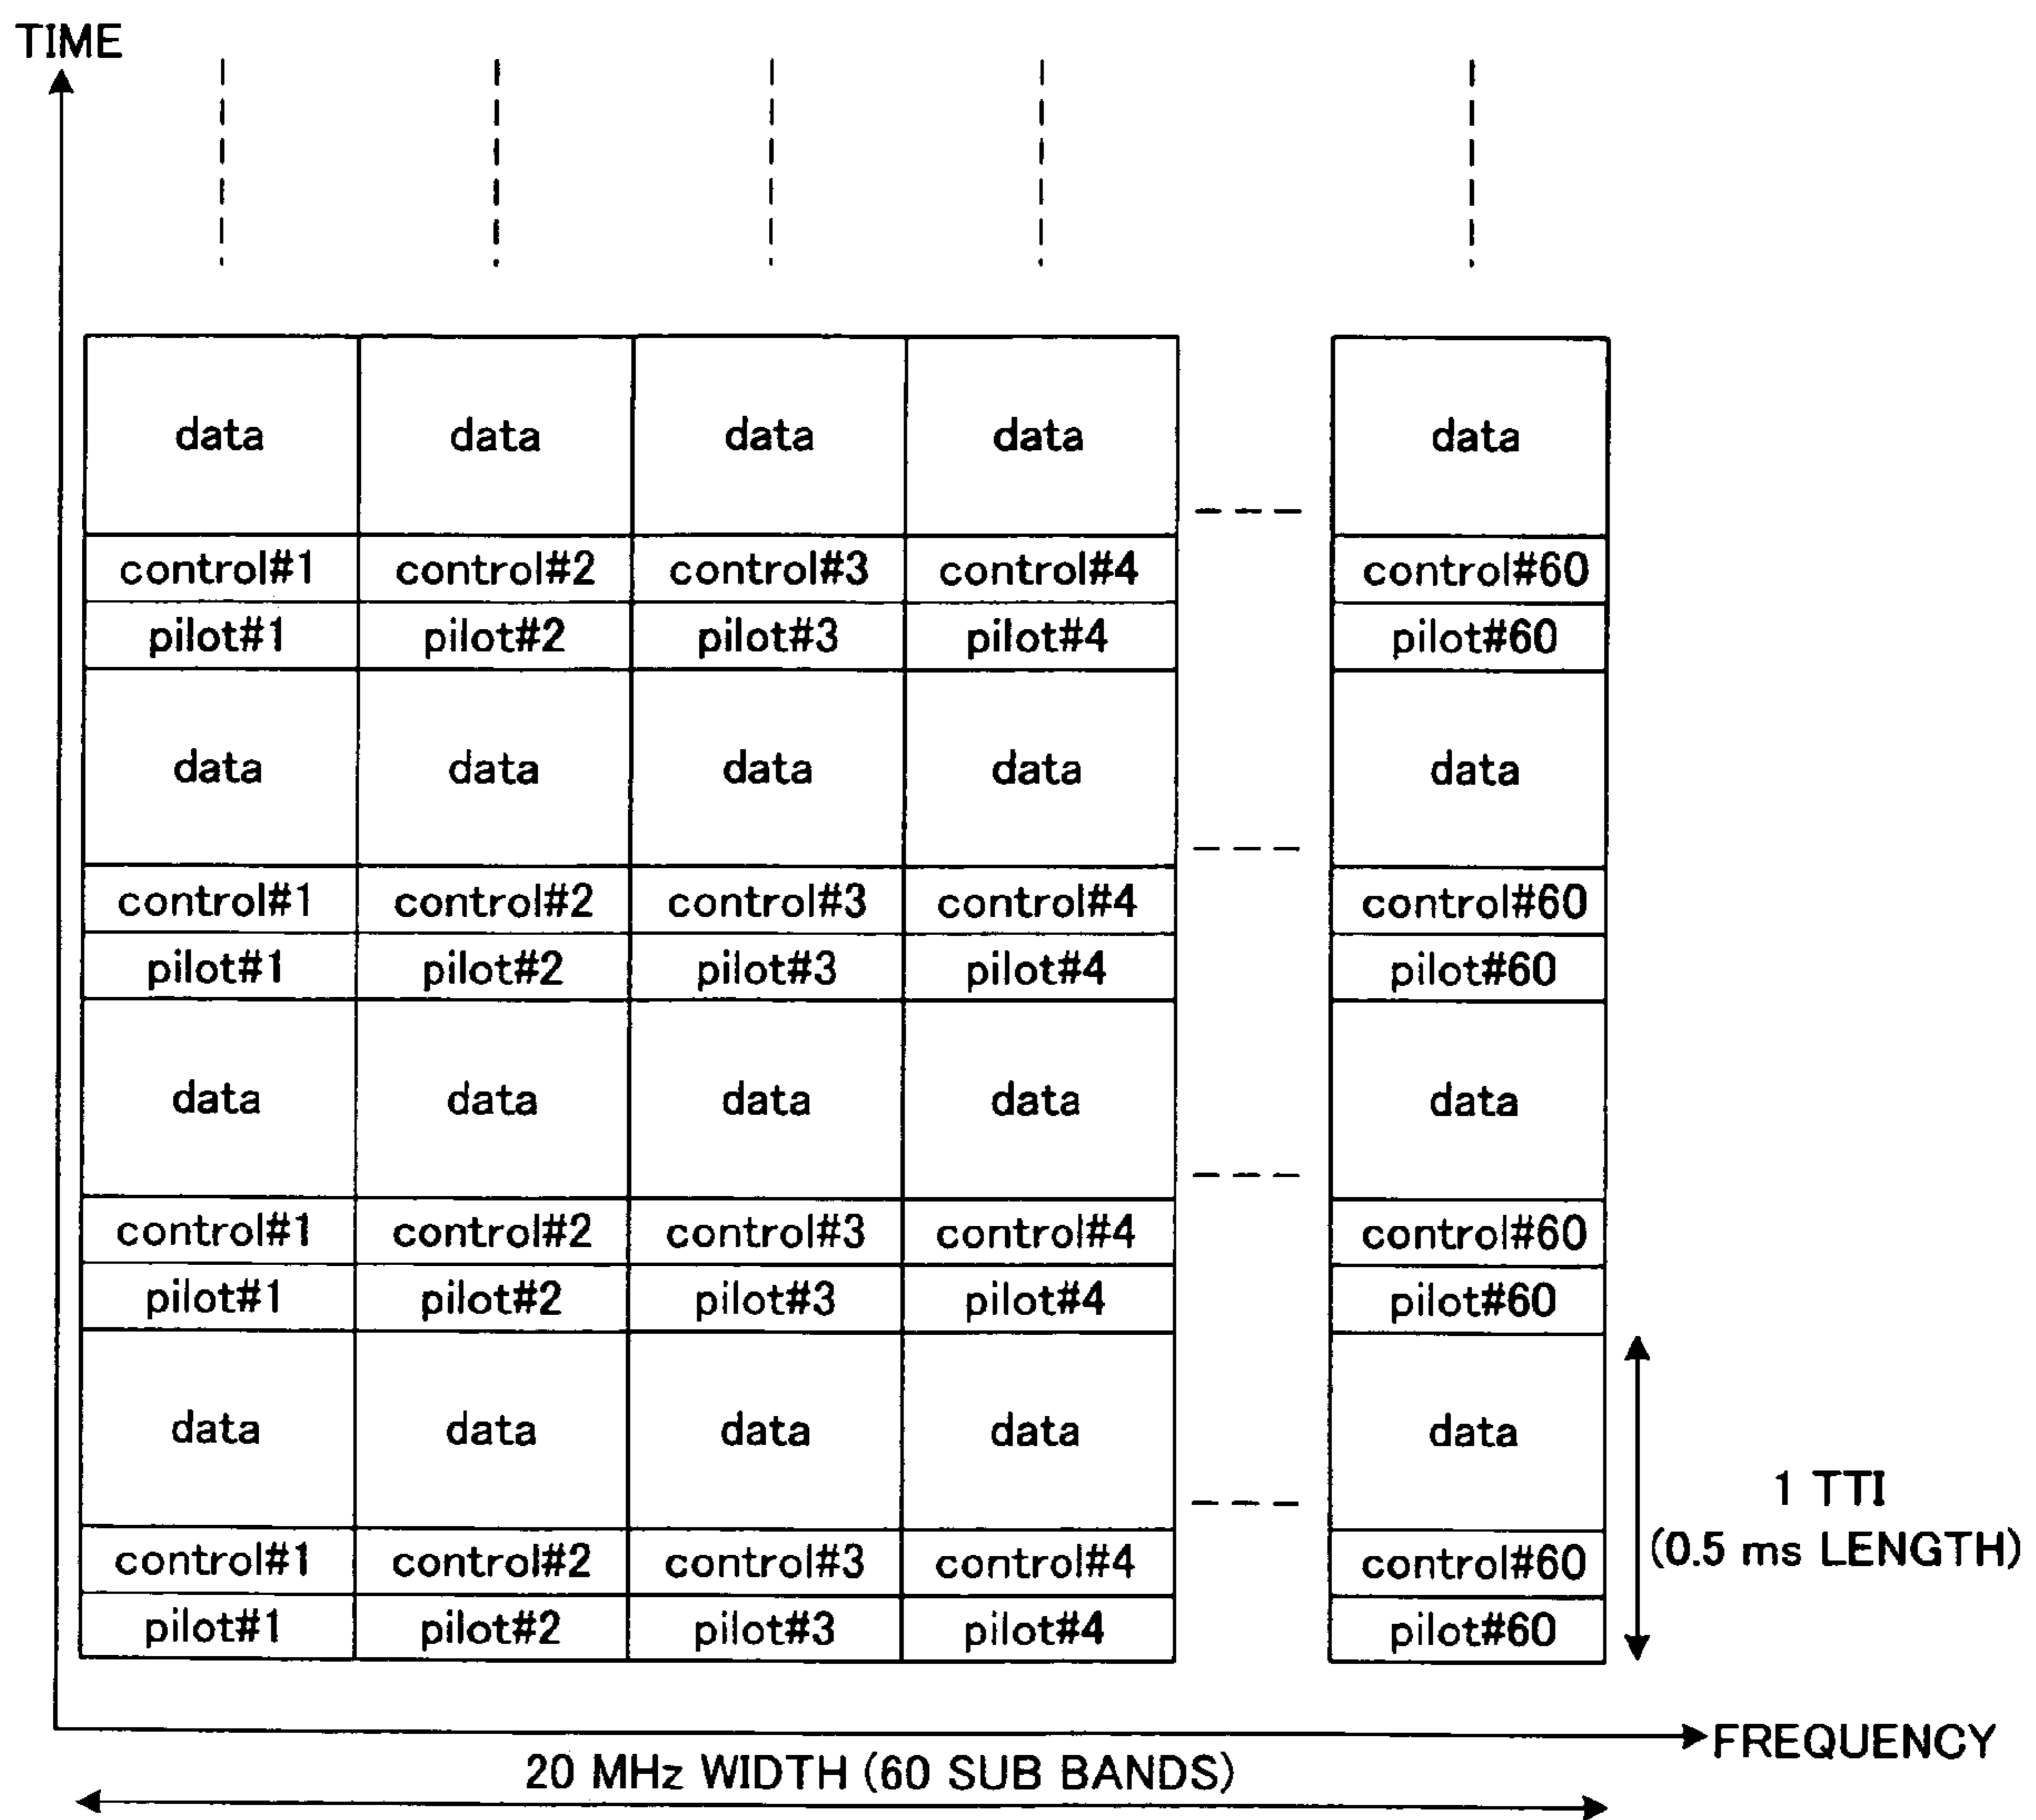 TIME
data data data data data
control#1 control#2 control#3 control#4 control#60
pilot#1 pilot#2 pilot#3 pilot#4 pilot#60
data data data data data
control#1 control#2 control#3 control#4 control#60
pilot#1 pilot#2 pilot#3 pilot#4 pilot#60
data data data data data
control#1 control#2 control#3 control#4 control#60
pilot#1 pilot#2 pilot#3 pilot#4 pilot#60
data data data data data
1 TTI
(0.5 ms LENGTH)
control#1 control#2 control#3 control#4 control#60
pilot#1 pilot#2 pilot#3 pilot#4 pilot#60
FREQUENCY
20 MHz WIDTH (60 SUB BANDS)